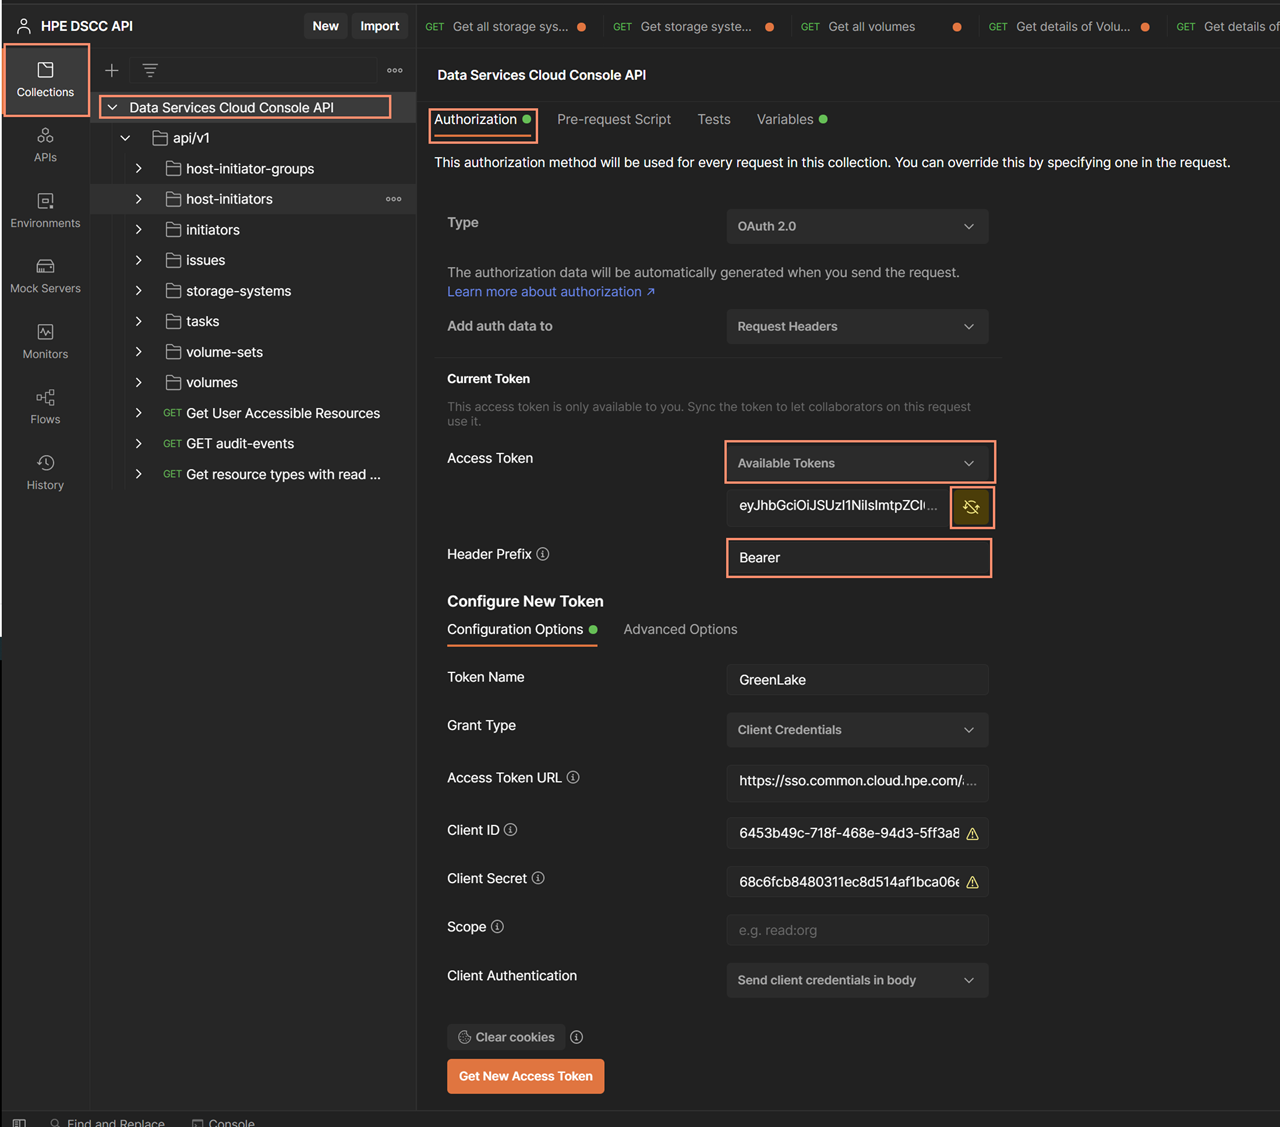 HPE DSCC API
New
Import
GET Get all storage sys...
GET Get storage syste...
GET Get all volumes
GET Get details of Volu...
GET Get details of
Collections
APIs
Environments
Mock Servers
Monitors
Flows
History
Data Services Cloud Console API
api/v1
host-initiator-groups
host-initiators
initiators
issues
storage-systems
tasks
volume-sets
volumes
GET Get User Accessible Resources
GET GET audit-events
GET Get resource types with read ...
Data Services Cloud Console API
Authorization
Pre-request Script
Tests
Variables
This authorization method will be used for every request in this collection. You can override this by specifying one in the request.
Type
OAuth 2.0
The authorization data will be automatically generated when you send the request.
Learn more about authorization ↗
Add auth data to
Request Headers
Current Token
This access token is only available to you. Sync the token to let collaborators on this request
use it.
Access Token
Available Tokens
Header Prefix
Bearer
Configure New Token
Configuration Options
Advanced Options
Token Name
GreenLake
Grant Type
Client Credentials
Access Token URL
https://sso.common.cloud.hpe.com/...
Client ID
6453b49c-718f-468e-94d3-5ff3a8
Client Secret
68c6fcb8480311ec8d514af1bca06e
Scope
e.g. read:org
Client Authentication
Send client credentials in body
Clear cookies
Get New Access Token
Find and Replace
Console